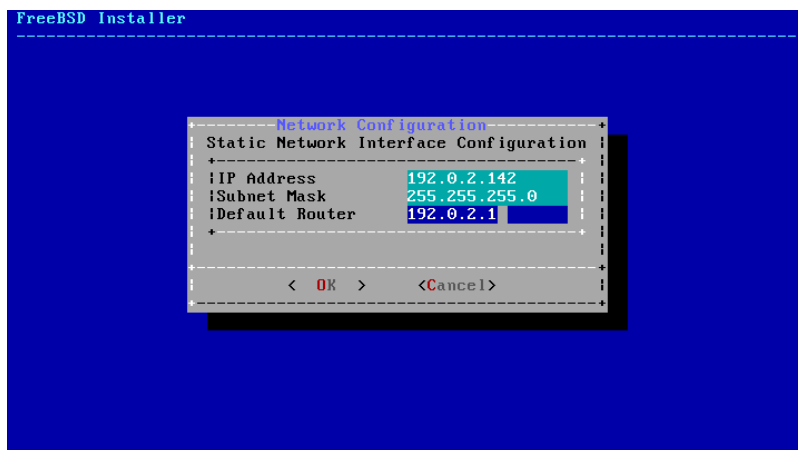 FreeBSD Installer
Network Configuration
Static Network Interface Configuration
IP Address 192.0.2.142
Subnet Mask 255.255.255.0
Default Router 192.0.2.1
< OK > <Cancel>